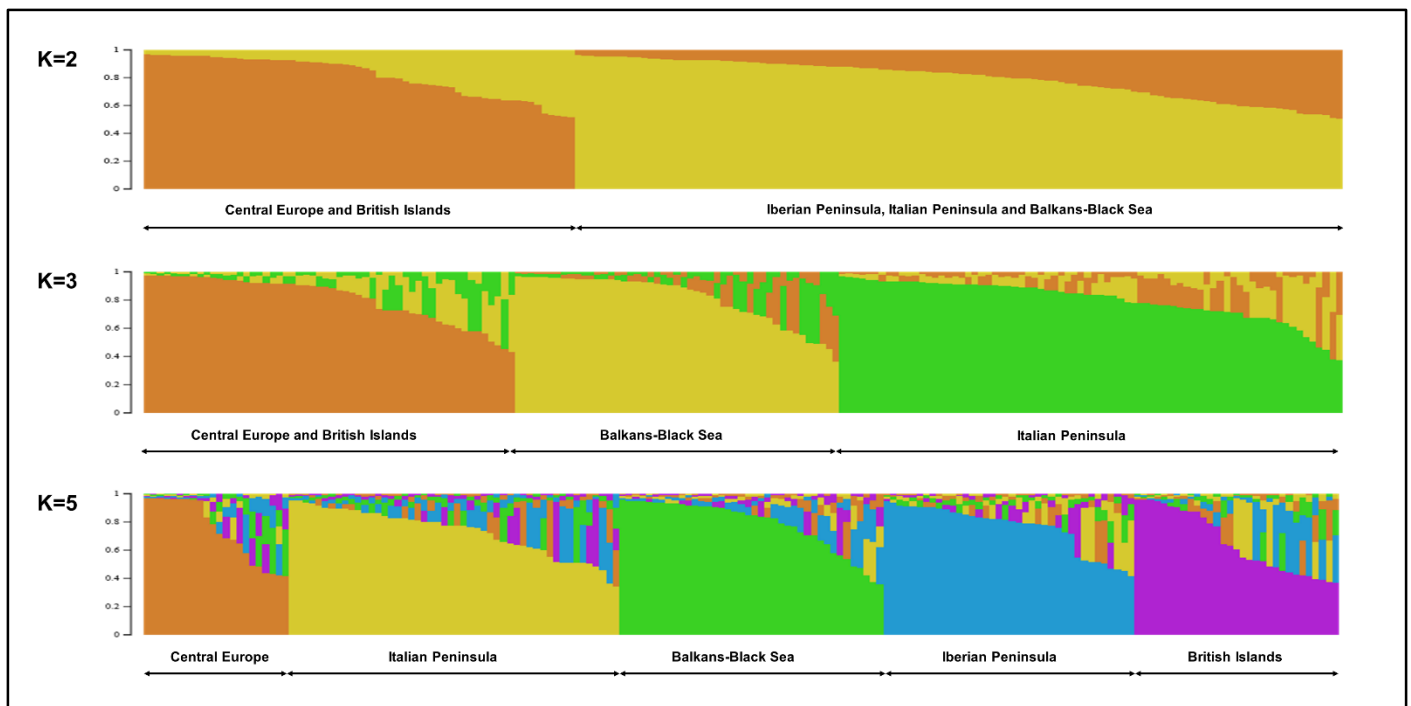 K=2
1
0.8
0.6
0.4
0.2
0
Central Europe and British Islands
Iberian Peninsula, Italian Peninsula and Balkans-Black Sea
K=3
1
0.8
0.6
0.4
0.2
0
Central Europe and British Islands
Balkans-Black Sea
Italian Peninsula
K=5
1
0.8
0.6
0.4
0.2
0
Central Europe
Italian Peninsula
Balkans-Black Sea
Iberian Peninsula
British Islands